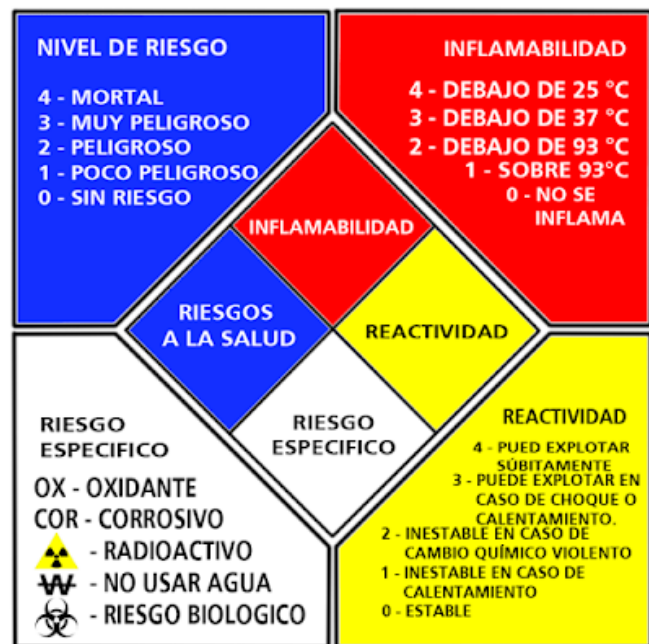 NIVEL DE RIESGO
4 - MORTAL
3 - MUY PELIGROSO
2 - PELIGROSO
1 - POCO PELIGROSO
0 - SIN RIESGO
INFLAMABILIDAD
4 - DEBAJO DE 25 °C
3 - DEBAJO DE 37 °C
2 - DEBAJO DE 93 °C
1 - SOBRE 93°C
0 - NO SE
INFLAMA
INFLAMABILIDAD
RIESGOS
A LA SALUD
REACTIVIDAD
RIESGO
ESPECIFICO
RIESGO
ESPECIFICO
OX - OXIDANTE
COR - CORROSIVO
- RADIOACTIVO
W - NO USAR AGUA
- RIESGO BIOLOGICO
REACTIVIDAD
4 - PUED EXPLOTAR
SÚBITAMENTE
3 - PUEDE EXPLOTAR EN
CASO DE CHOQUE O
CALENTAMIENTO.
2 - INESTABLE EN CASO DE
CAMBIO QUÍMICO VIOLENTO
1 - INESTABLE EN CASO DE
CALENTAMIENTO
0 - ESTABLE